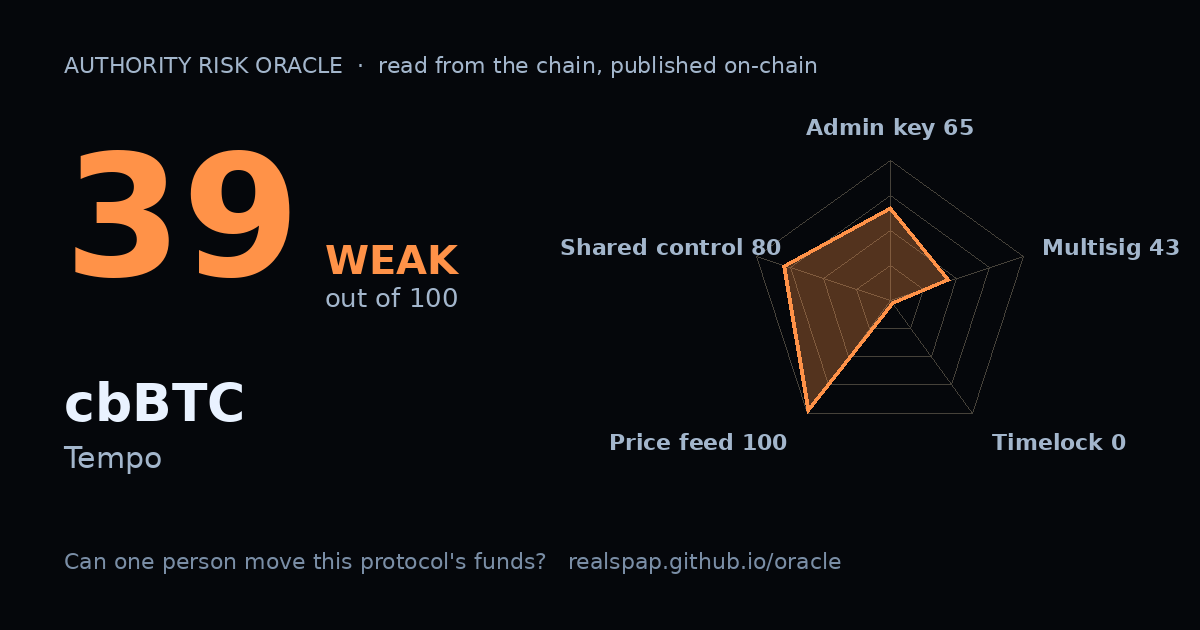 AUTHORITY RISK ORACLE · read from the chain, published on-chain
39
WEAK
out of 100
cbBTC
Tempo
Admin key 65
Shared control 80
Multisig 43
Price feed 100
Timelock 0
Can one person move this protocol's funds? realspap.github.io/oracle